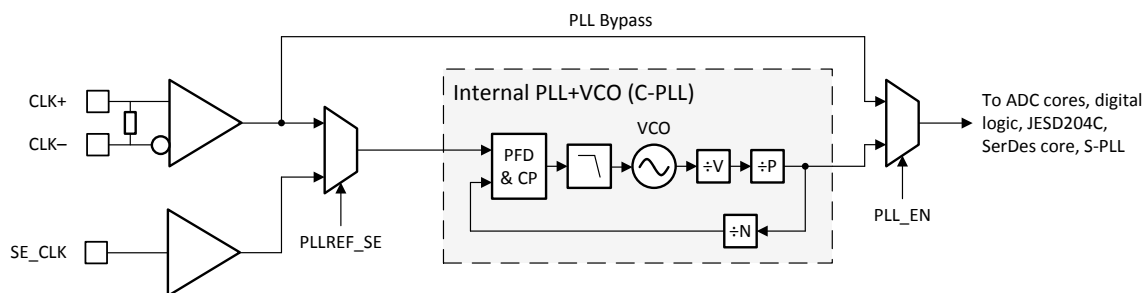 PLL Bypass
CLK+
CLK–
Internal PLL+VCO (C-PLL)
VCO
PFD
& CP
÷V
÷P
÷N
To ADC cores, digital
logic, JESD204C,
SerDes core, S-PLL
SE_CLK
PLLREF_SE
PLL_EN